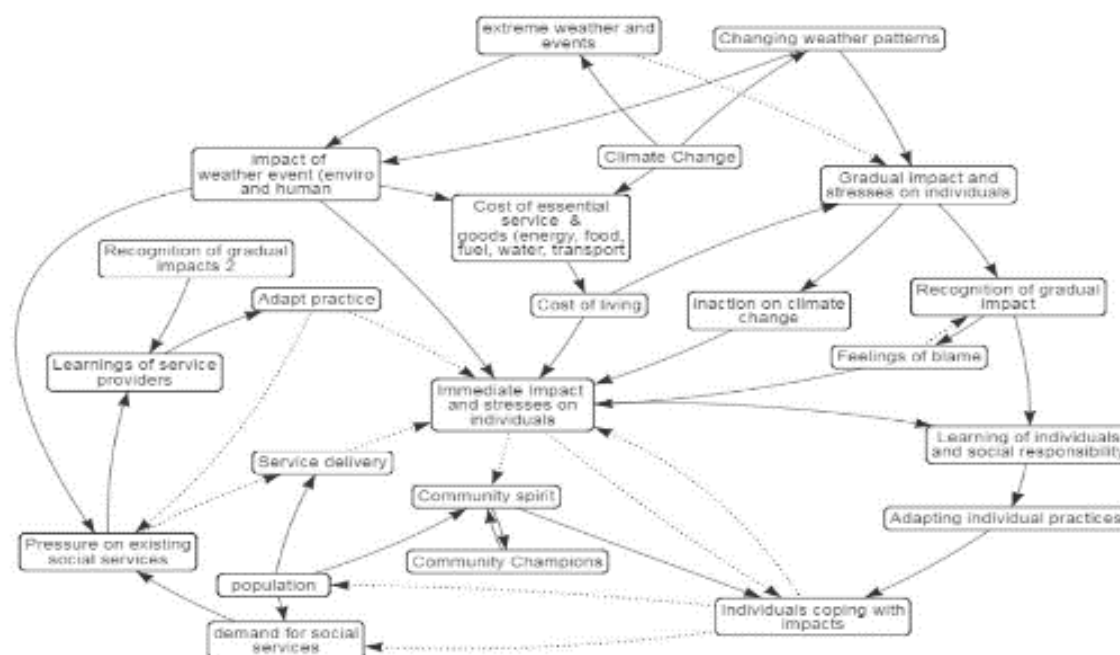 extreme weather and
events
Changing weather patterns
impact of
weather event (enviro
and human
Climate Change
Gradual impact and
stresses on individuals
Cost of essential
service &
goods (energy, food,
fuel, water, transport
Recognition of gradual
impacts 2
Adapt practice
Cost of living
inaction on climate
change
Recognition of gradual
impact
Learnings of service
providers
Feelings of blame
Immediate impact
and stresses on
individuals
Learning of individuals
and social responsibility
Service delivery
Community spirit
Adapting individual practices
Pressure on existing
social services
Community Champions
population
Individuals coping with
impacts
demand for social
services